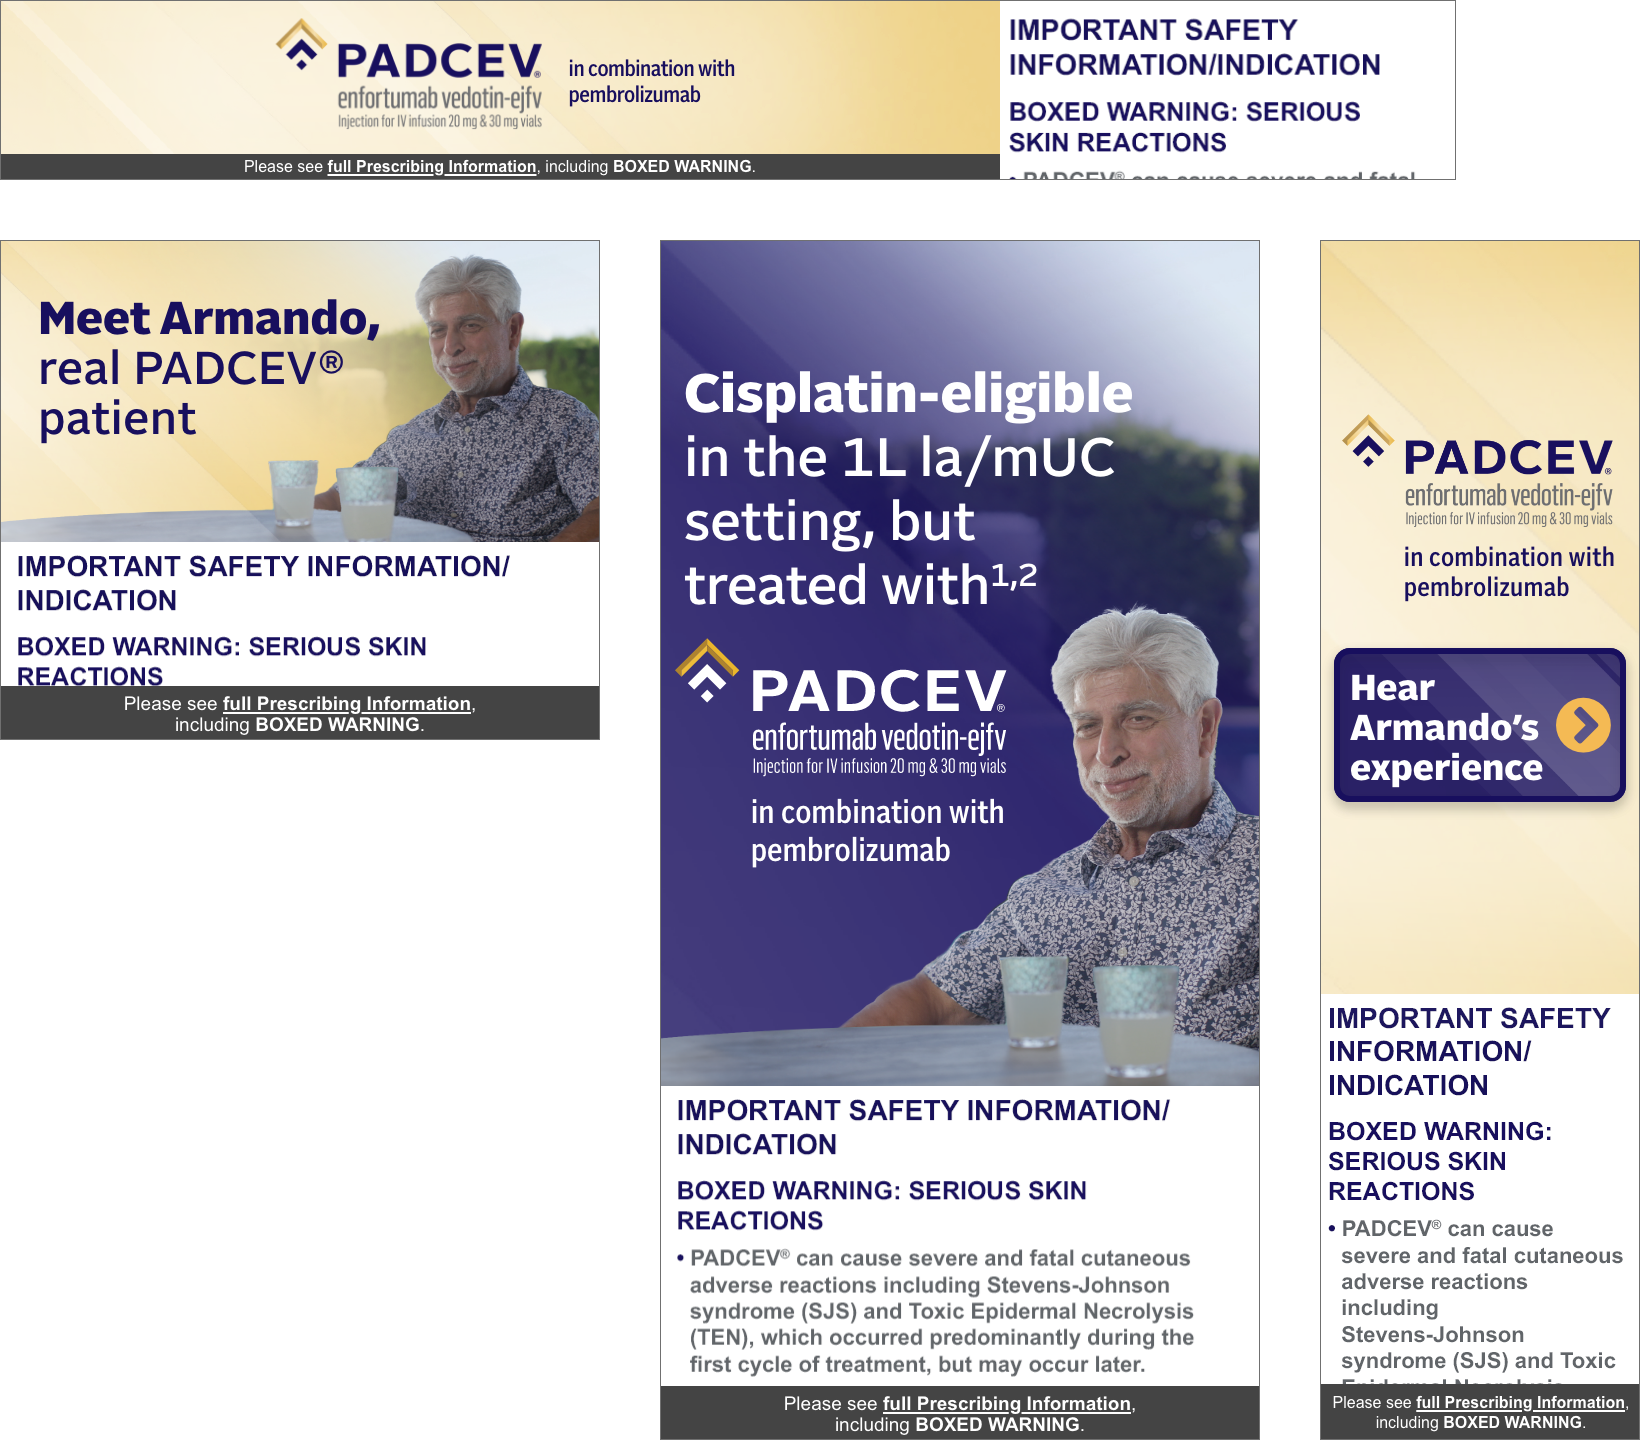 PADCEV®
enfortumab vedotin-ejfv
Injection for IV infusion 20 mg & 30 mg vials
in combination with
pembrolizumab
Please see full Prescribing Information, including BOXED WARNING.
IMPORTANT SAFETY
INFORMATION/INDICATION
BOXED WARNING: SERIOUS
SKIN REACTIONS
• PADCEV® can cause severe and fatal
Meet Armando,
real PADCEV®
patient
IMPORTANT SAFETY INFORMATION/
INDICATION
BOXED WARNING: SERIOUS SKIN
REACTIONS
Please see full Prescribing Information,
including BOXED WARNING.
Cisplatin-eligible
in the 1L la/mUC
setting, but
treated with1,2
PADCEV®
enfortumab vedotin-ejfv
Injection for IV infusion 20 mg & 30 mg vials
in combination with
pembrolizumab
IMPORTANT SAFETY INFORMATION/
INDICATION
BOXED WARNING: SERIOUS SKIN
REACTIONS
• PADCEV® can cause severe and fatal cutaneous
adverse reactions including Stevens-Johnson
syndrome (SJS) and Toxic Epidermal Necrolysis
(TEN), which occurred predominantly during the
first cycle of treatment, but may occur later.
Please see full Prescribing Information,
including BOXED WARNING.
PADCEV®
enfortumab vedotin-ejfv
Injection for IV infusion 20 mg & 30 mg vials
in combination with
pembrolizumab
Hear
Armando's
experience
IMPORTANT SAFETY
INFORMATION/
INDICATION
BOXED WARNING:
SERIOUS SKIN
REACTIONS
• PADCEV® can cause
severe and fatal cutaneous
adverse reactions
including
Stevens-Johnson
syndrome (SJS) and Toxic
Epidermal Necrolysis
Please see full Prescribing Information,
including BOXED WARNING.